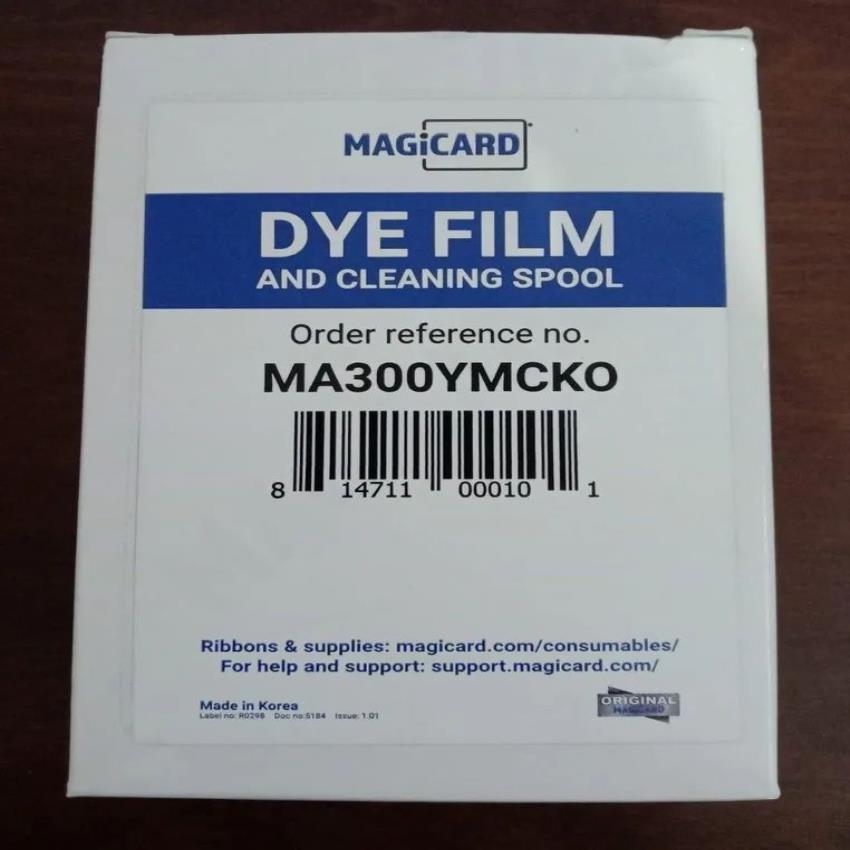 MAGiCARD
DYE FILM
AND CLEANING SPOOL
Order reference no.
MA300YMCKO
8 14711 00010 1
Ribbons & supplies: magicard.com/consumables/
For help and support: support.magicard.com/
Made in Korea
Label no: R0298 Doc no:5184 Issue: 1.01
ORIGINAL
MAGiCARD